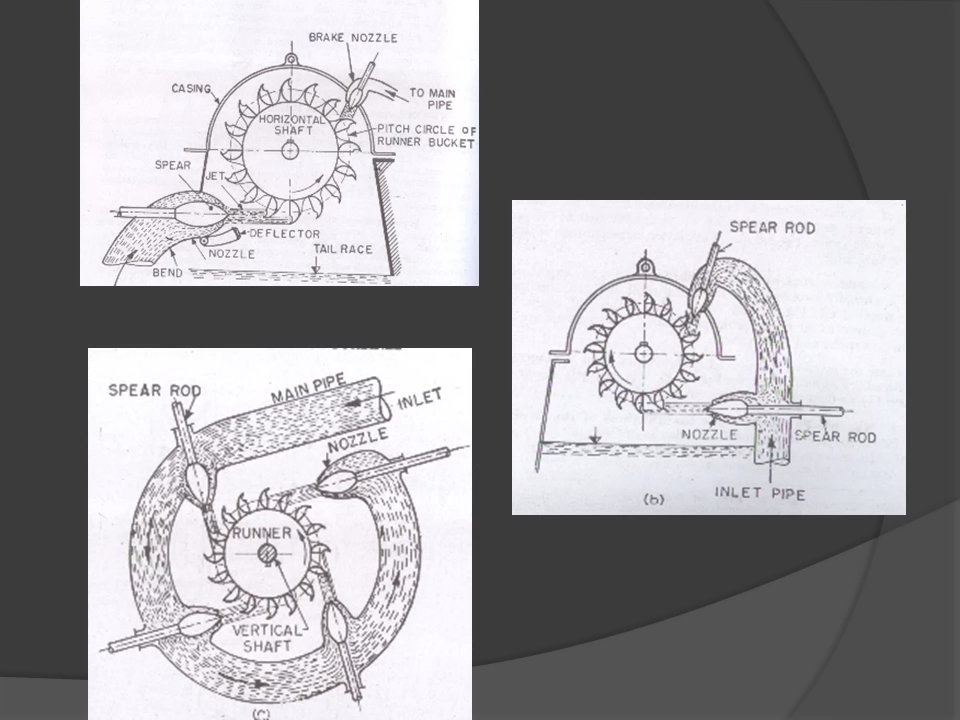 BRAKE NOZZLE
CASING
TO MAIN
PIPE
HORIZONTAL
SHAFT
PITCH CIRCLE OF
RUNNER BUCKET
SPEAR
JET
DEFLECTOR
NOZZLE
TAIL RACE
BEND
SPEAR ROD
NOZZLE
SPEAR ROD
INLET PIPE
(b)
SPEAR ROD
MAIN PIPE
INLET
NOZZLE
RUNNER
VERTICAL
SHAFT
(C)